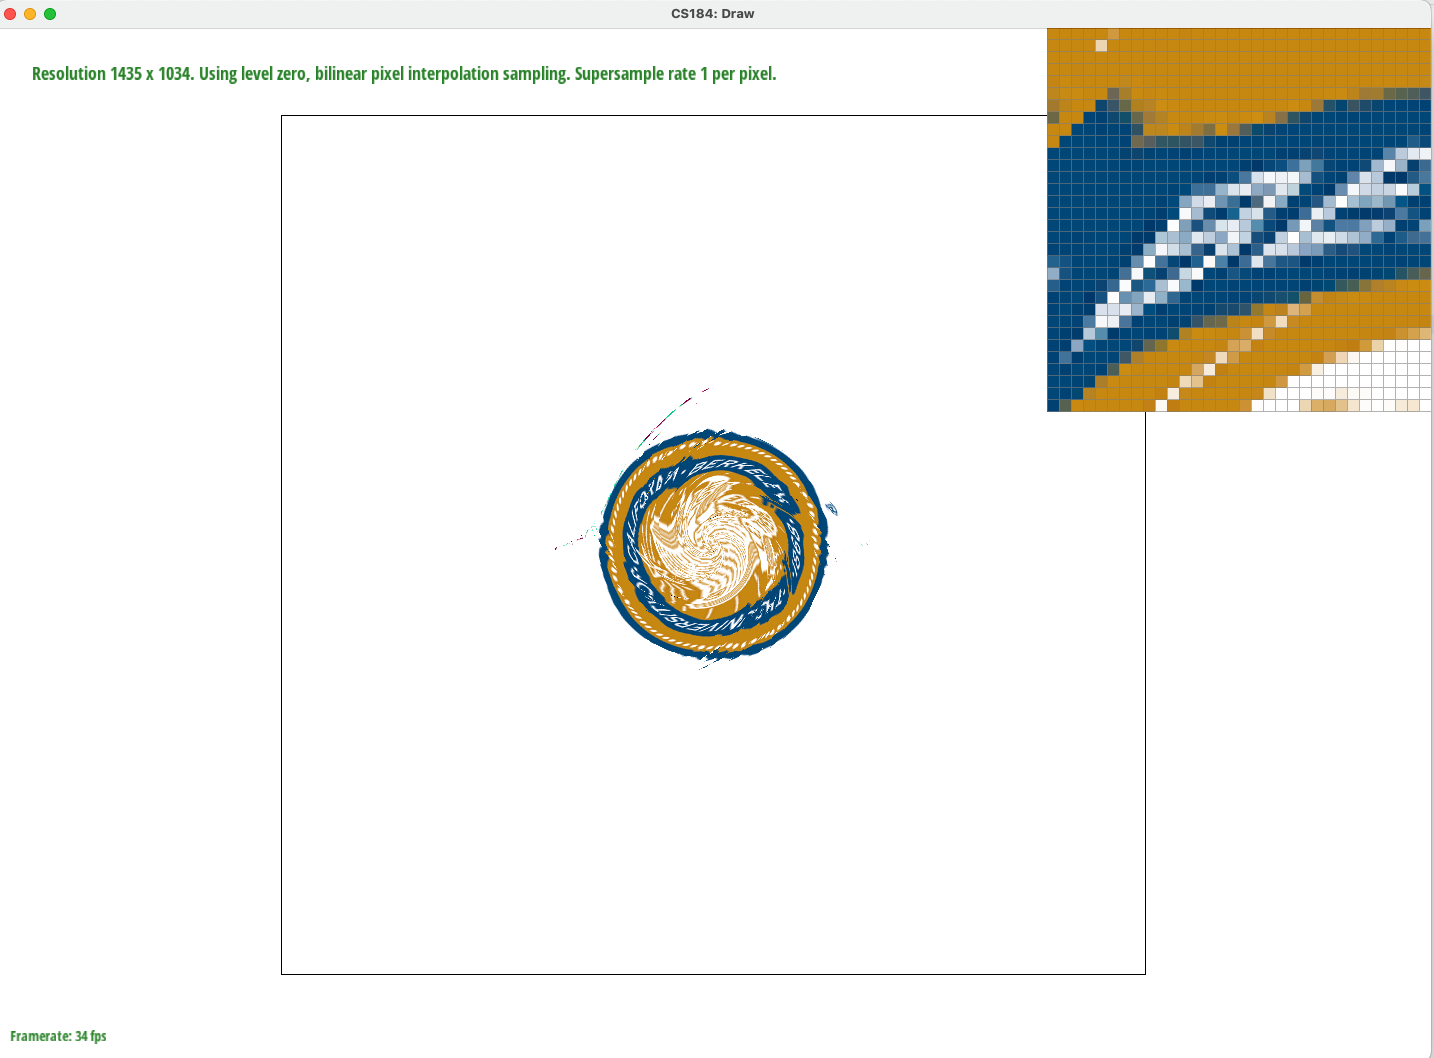 CS184: Draw
Resolution 1435 x 1034. Using level zero, bilinear pixel interpolation sampling. Supersample rate 1 per pixel.
BERKELEY
Framerate: 34 fps